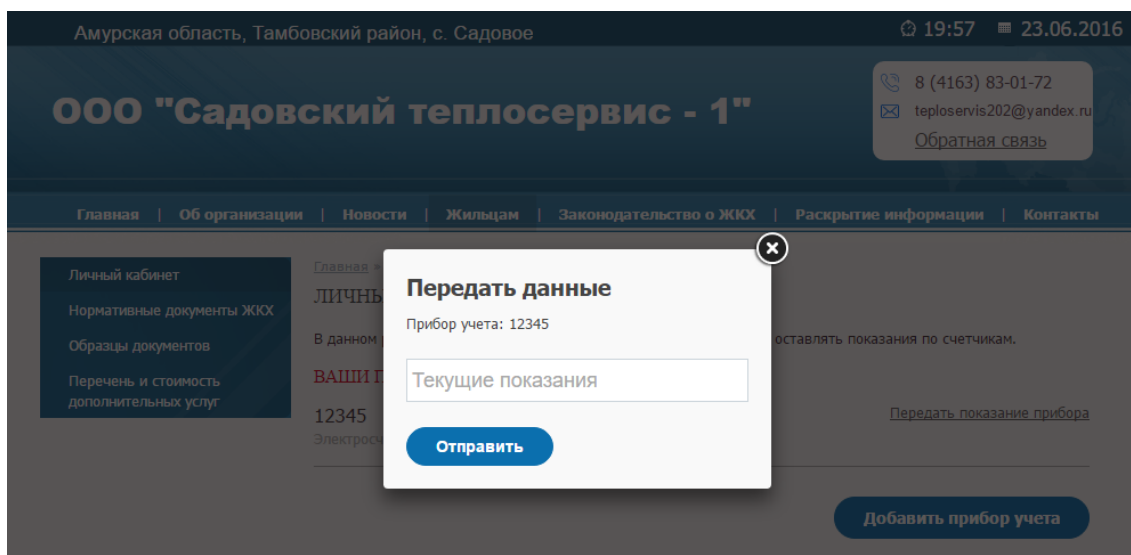 Амурская область, Тамбовский район, с. Садовое
19:57 23.06.2016
ООО "Садовский теплосервис - 1"
8 (4163) 83-01-72
teploservis202@yandex.ru
Обратная связь
Главная | Об организации | Новости | Жильцам | Законодательство о ЖКХ | Раскрытие информации | Контакты
Личный кабинет
Нормативные документы ЖКХ
Образцы документов
Перечень и стоимость
дополнительных услуг
Главная »
В данном
оставлять показания по счетчикам.
12345
Передать показание прибора
Добавить прибор учета
Передать данные
Прибор учета: 12345
Текущие показания
Отправить